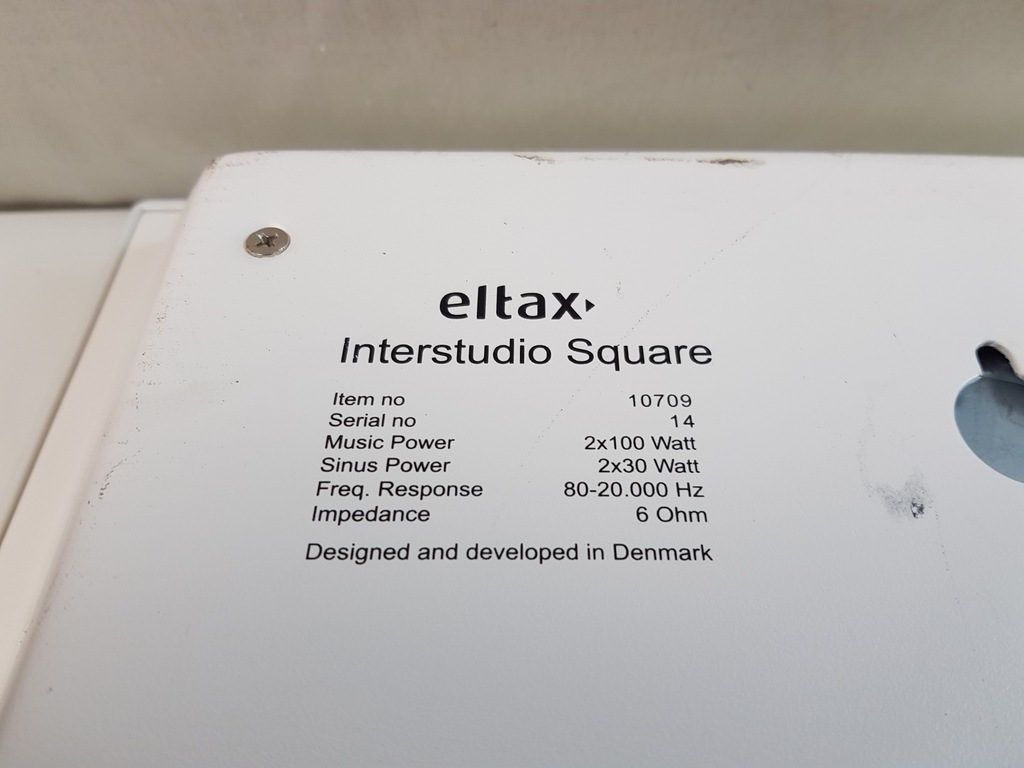 eltax
Interstudio Square
Item no 10709
Serial no 14
Music Power 2x100 Watt
Sinus Power 2x30 Watt
Freq. Response 80-20.000 Hz
Impedance 6 Ohm
Designed and developed in Denmark